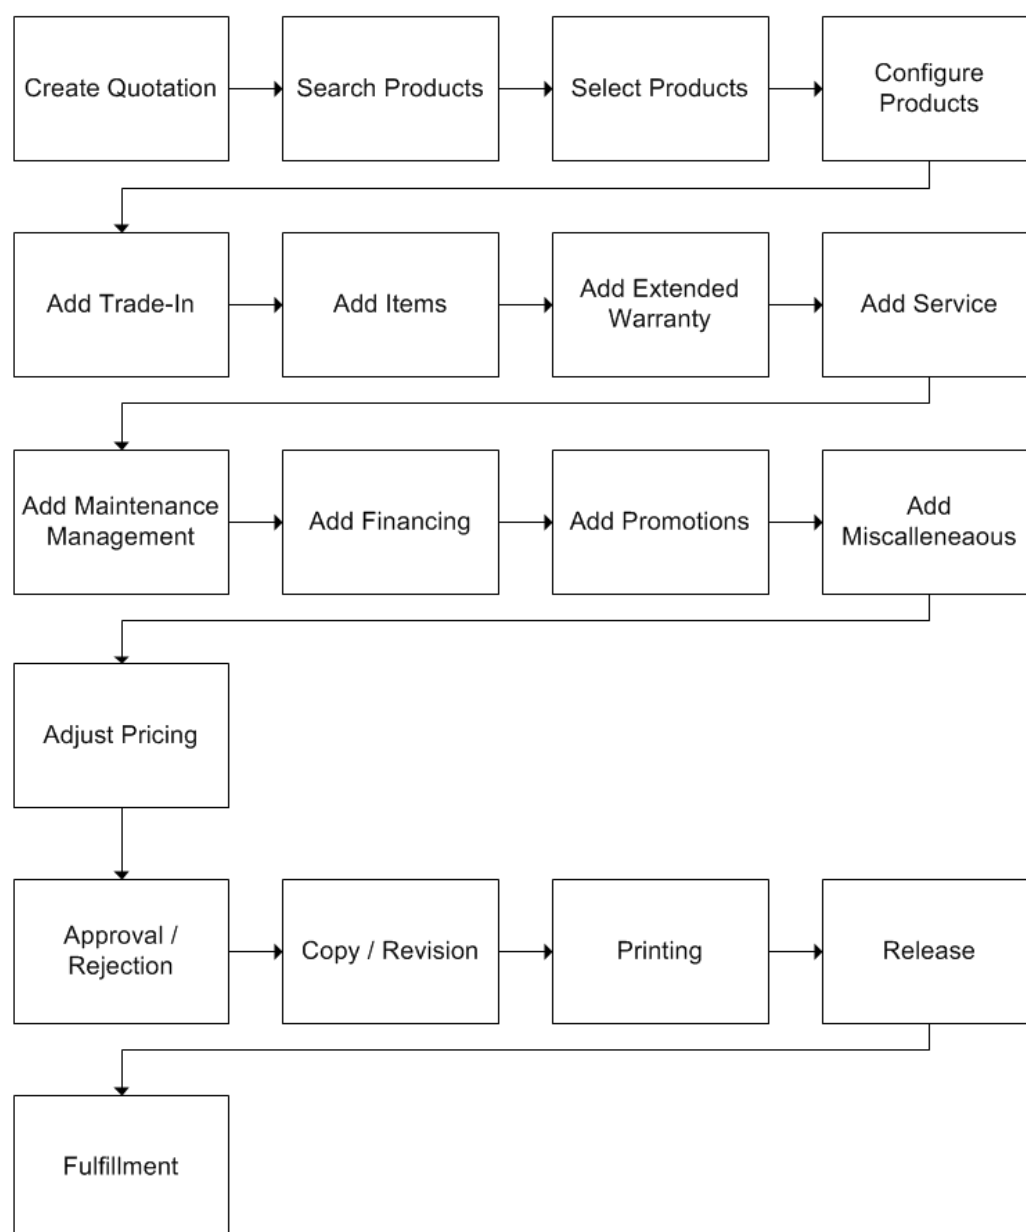 Create Quotation
Search Products
Select Products
Configure
Products
Add Trade-In
Add Items
Add Extended
Warranty
Add Service
Add Maintenance
Management
Add Financing
Add Promotions
Add
Miscalleneaous
Adjust Pricing
Approval /
Rejection
Copy / Revision
Printing
Release
Fulfillment